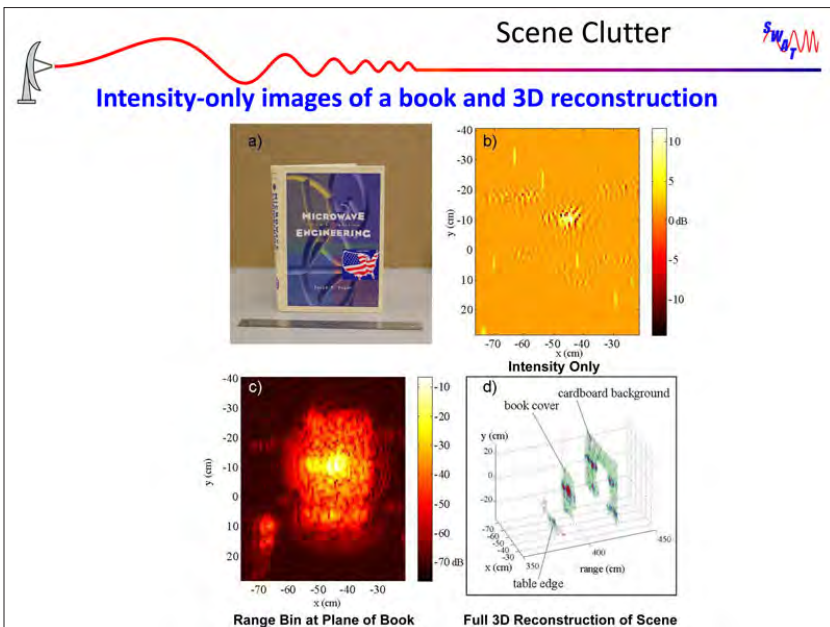 Scene Clutter
SWAT
Intensity-only images of a book and 3D reconstruction
a)
MICROWAVE
ENGINEERING
b)
-40
-30
-20
-10
0
10
20
y (cm)
-70 -60 -50 -40 -30
x (cm)
10
5
0 dB
-5
-10
Intensity Only
c)
-40
-30
-20
-10
0
10
20
y (cm)
-70 -60 -50 -40 -30
x (cm)
-10
-20
-30
-40
-50
-60
-70 dB
Range Bin at Plane of Book
d)
cardboard background
book cover
y (cm)
20
0
-20
-70
-60
-50
-40
-30
x (cm)
350
400
450
range (cm)
table edge
Full 3D Reconstruction of Scene